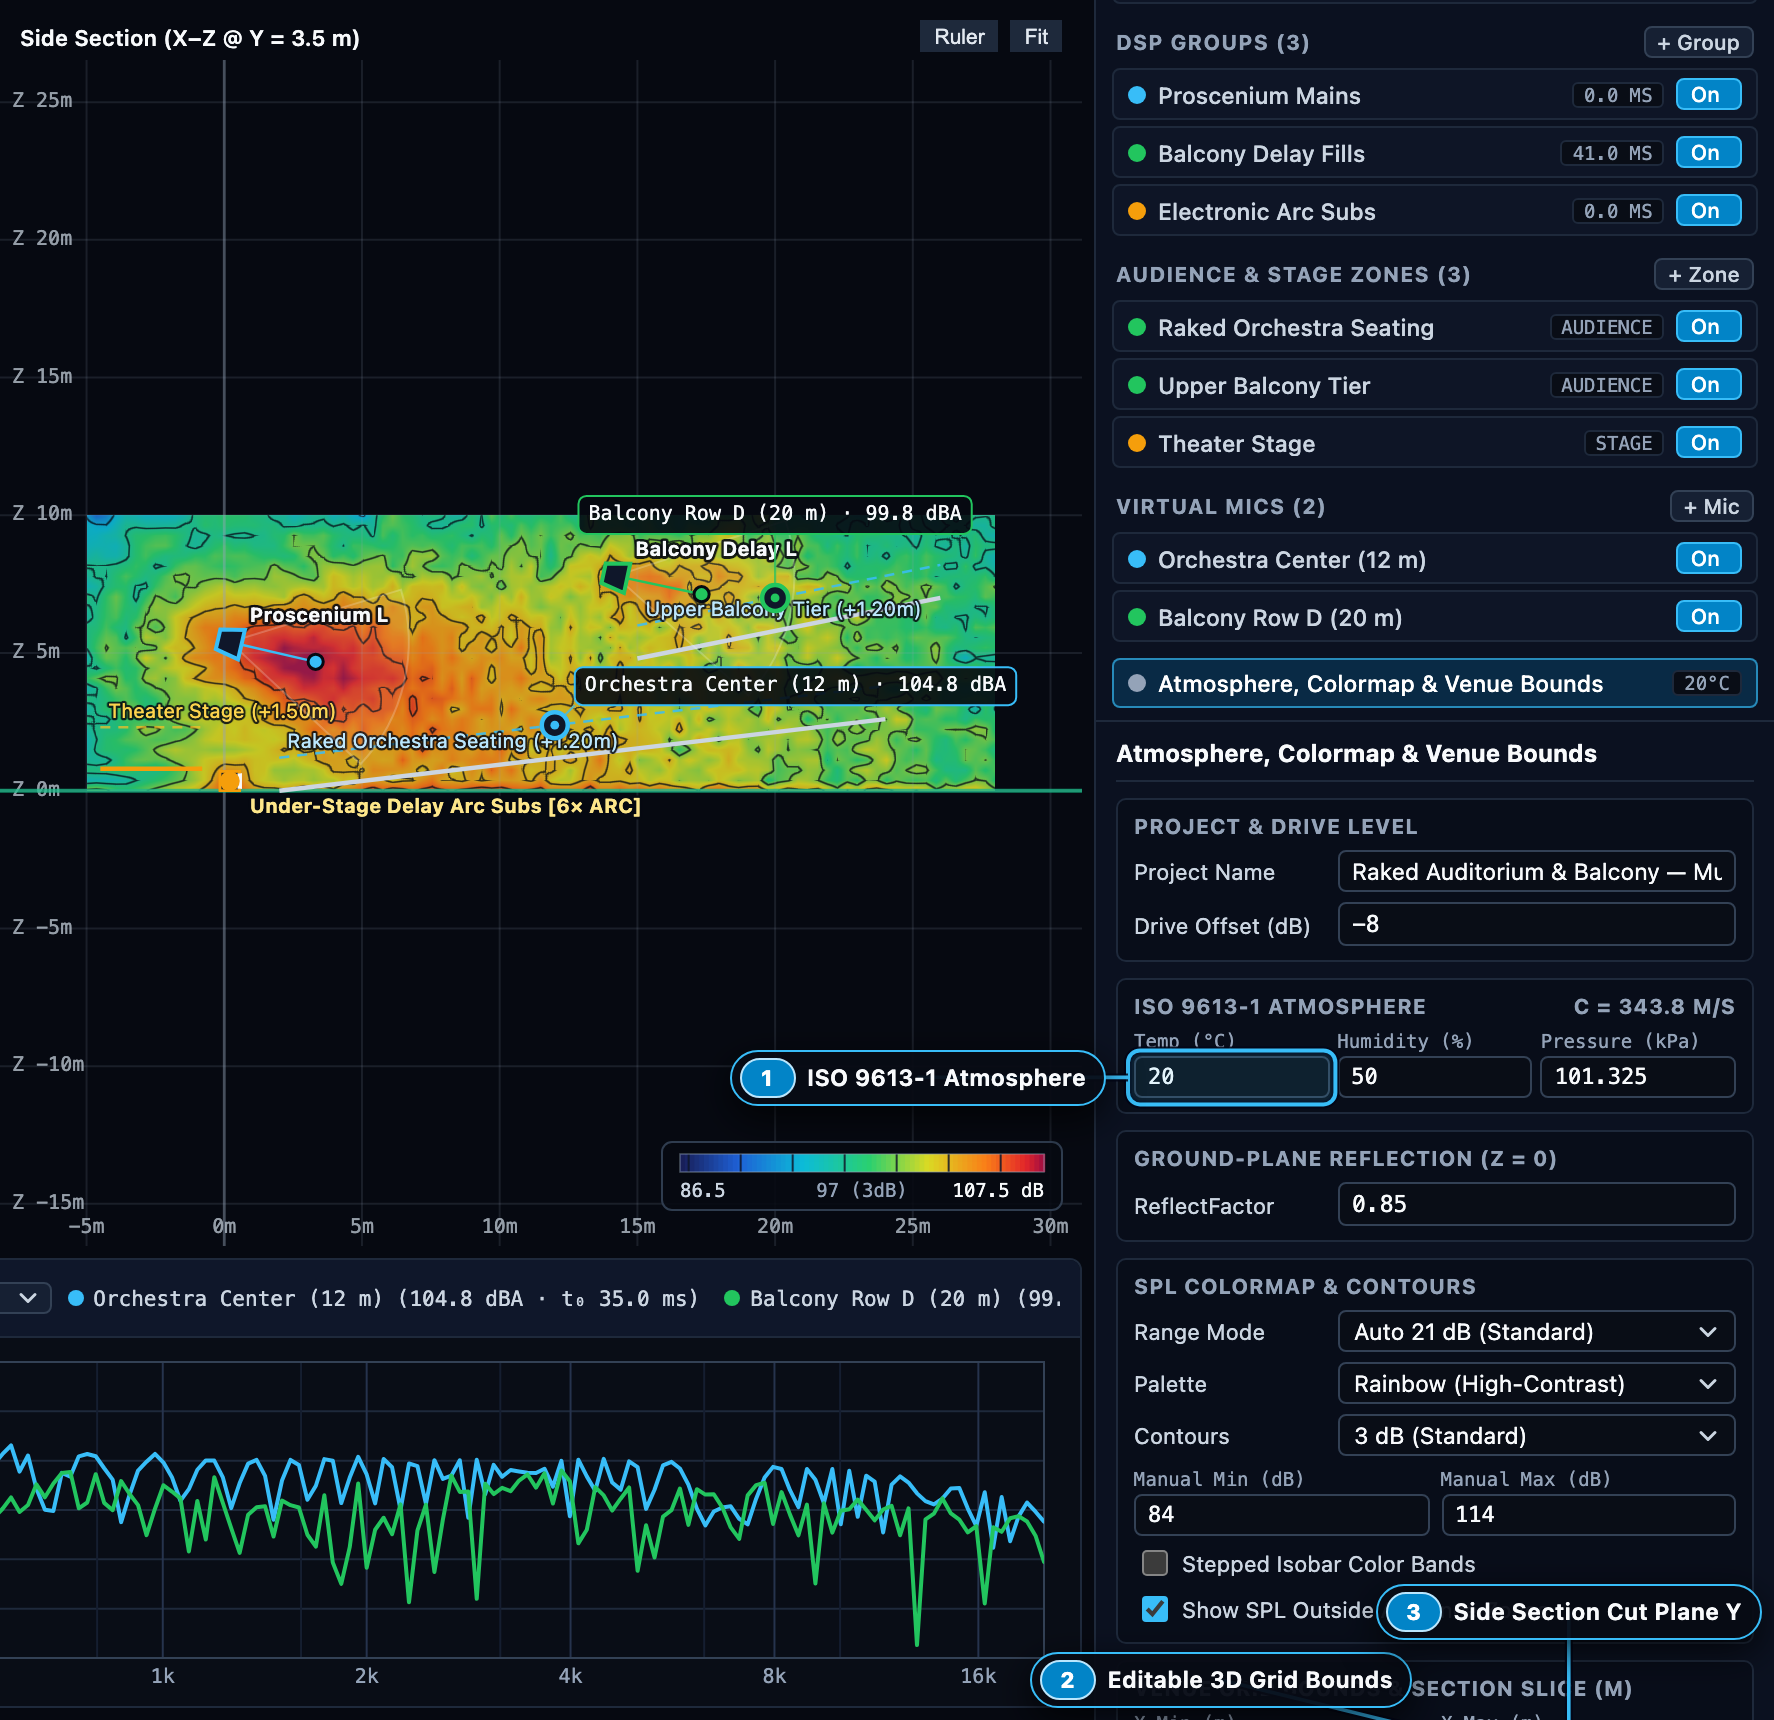 Side Section (X–Z @ Y = 3.5 m)
Ruler
Fit
Z 25m
Z 20m
Z 15m
Z 10m
Z 5m
Z 0m
Z −5m
Z −10m
Z −15m
Balcony Row D (20 m) · 99.8 dBA
Balcony Delay L
Upper Balcony Tier (+1.20m)
Proscenium L
Orchestra Center (12 m) · 104.8 dBA
Theater Stage (+1.50m)
Raked Orchestra Seating (+1.20m)
Under-Stage Delay Arc Subs [6× ARC]
86.5
97 (3dB)
107.5 dB
−5m
0m
5m
10m
15m
20m
25m
30m
Orchestra Center (12 m) (104.8 dBA · t₀ 35.0 ms)
Balcony Row D (20 m) (99.
1k
2k
4k
8k
16k
DSP GROUPS (3)
+ Group
Proscenium Mains
0.0 MS
On
Balcony Delay Fills
41.0 MS
On
Electronic Arc Subs
0.0 MS
On
AUDIENCE & STAGE ZONES (3)
+ Zone
Raked Orchestra Seating
AUDIENCE
On
Upper Balcony Tier
AUDIENCE
On
Theater Stage
STAGE
On
VIRTUAL MICS (2)
+ Mic
Orchestra Center (12 m)
On
Balcony Row D (20 m)
On
Atmosphere, Colormap & Venue Bounds
20°C
Atmosphere, Colormap & Venue Bounds
PROJECT & DRIVE LEVEL
Project Name
Raked Auditorium & Balcony — Mu
Drive Offset (dB)
−8
ISO 9613-1 ATMOSPHERE
C = 343.8 M/S
Temp (°C)
Humidity (%)
Pressure (kPa)
20
50
101.325
1 ISO 9613-1 Atmosphere
GROUND-PLANE REFLECTION (Z = 0)
ReflectFactor
0.85
SPL COLORMAP & CONTOURS
Range Mode
Auto 21 dB (Standard)
Palette
Rainbow (High-Contrast)
Contours
3 dB (Standard)
Manual Min (dB)
Manual Max (dB)
84
114
Stepped Isobar Color Bands
Show SPL Outside
3 Side Section Cut Plane Y
2 Editable 3D Grid Bounds
SECTION SLICE (M)